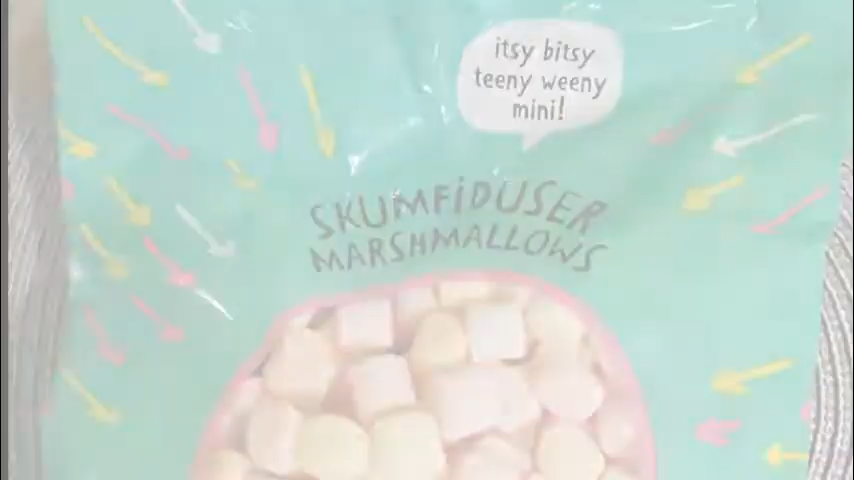 itsy bitsy
teeny weeny
mini!
SKUMFiDUSER
MARSHMALLOWS